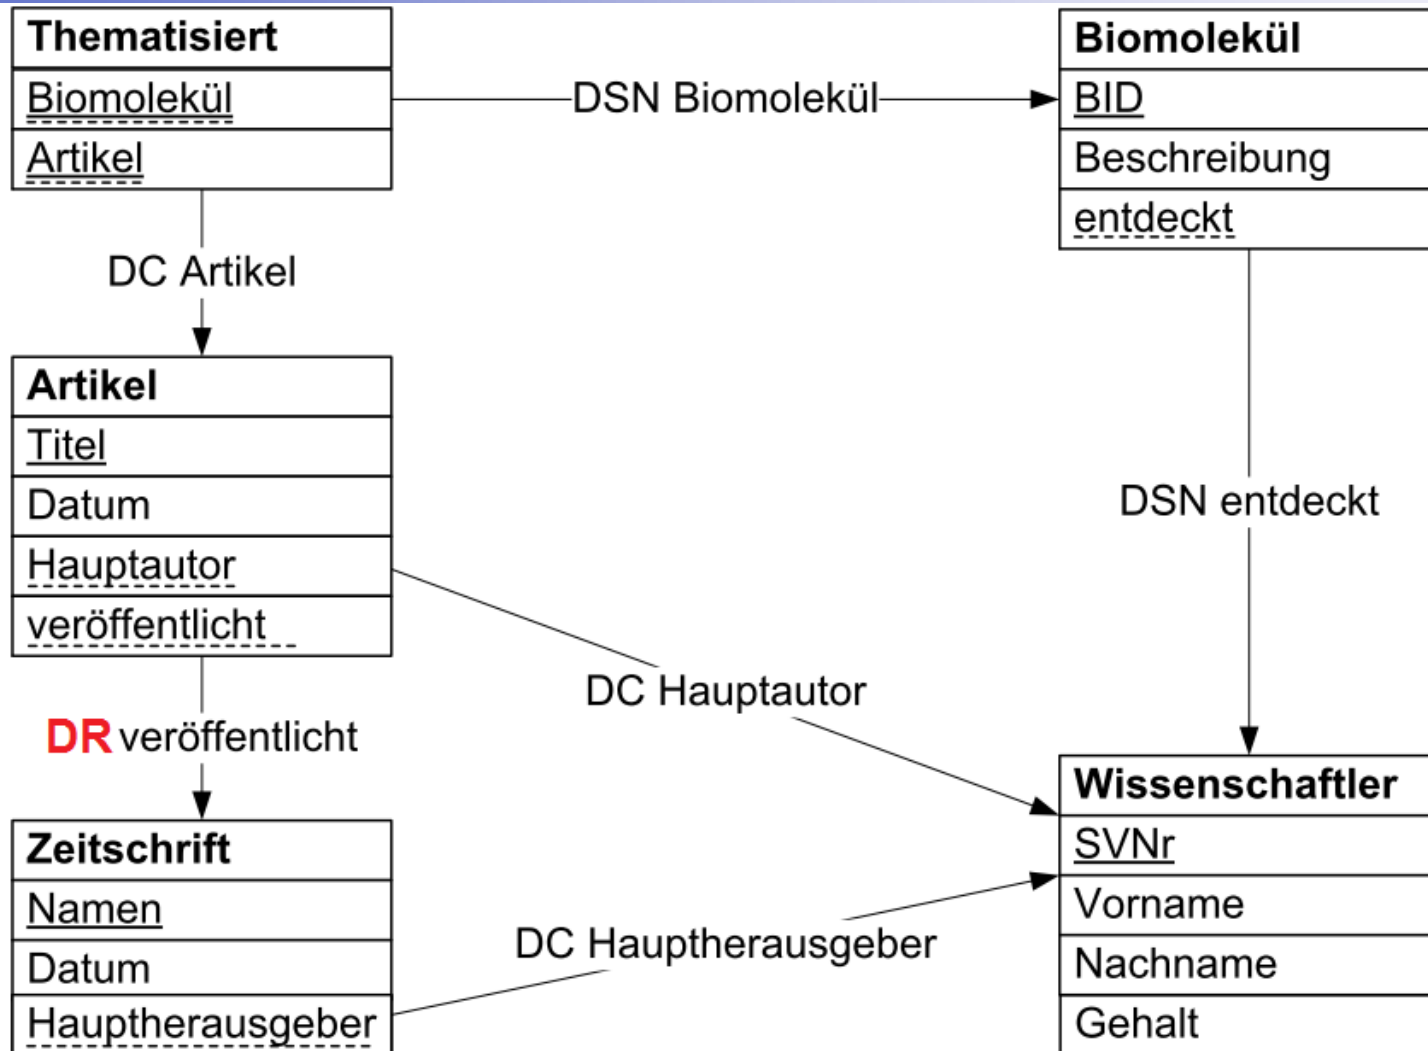 Thematisiert
Biomolekül
Artikel
DSN Biomolekül
Biomolekül
BID
Beschreibung
entdeckt
DC Artikel
Artikel
Titel
Datum
Hauptautor
veröffentlicht
DSN entdeckt
DC Hauptautor
DR veröffentlicht
Zeitschrift
Namen
Datum
Hauptherausgeber
DC Hauptherausgeber
Wissenschaftler
SVNr
Vorname
Nachname
Gehalt